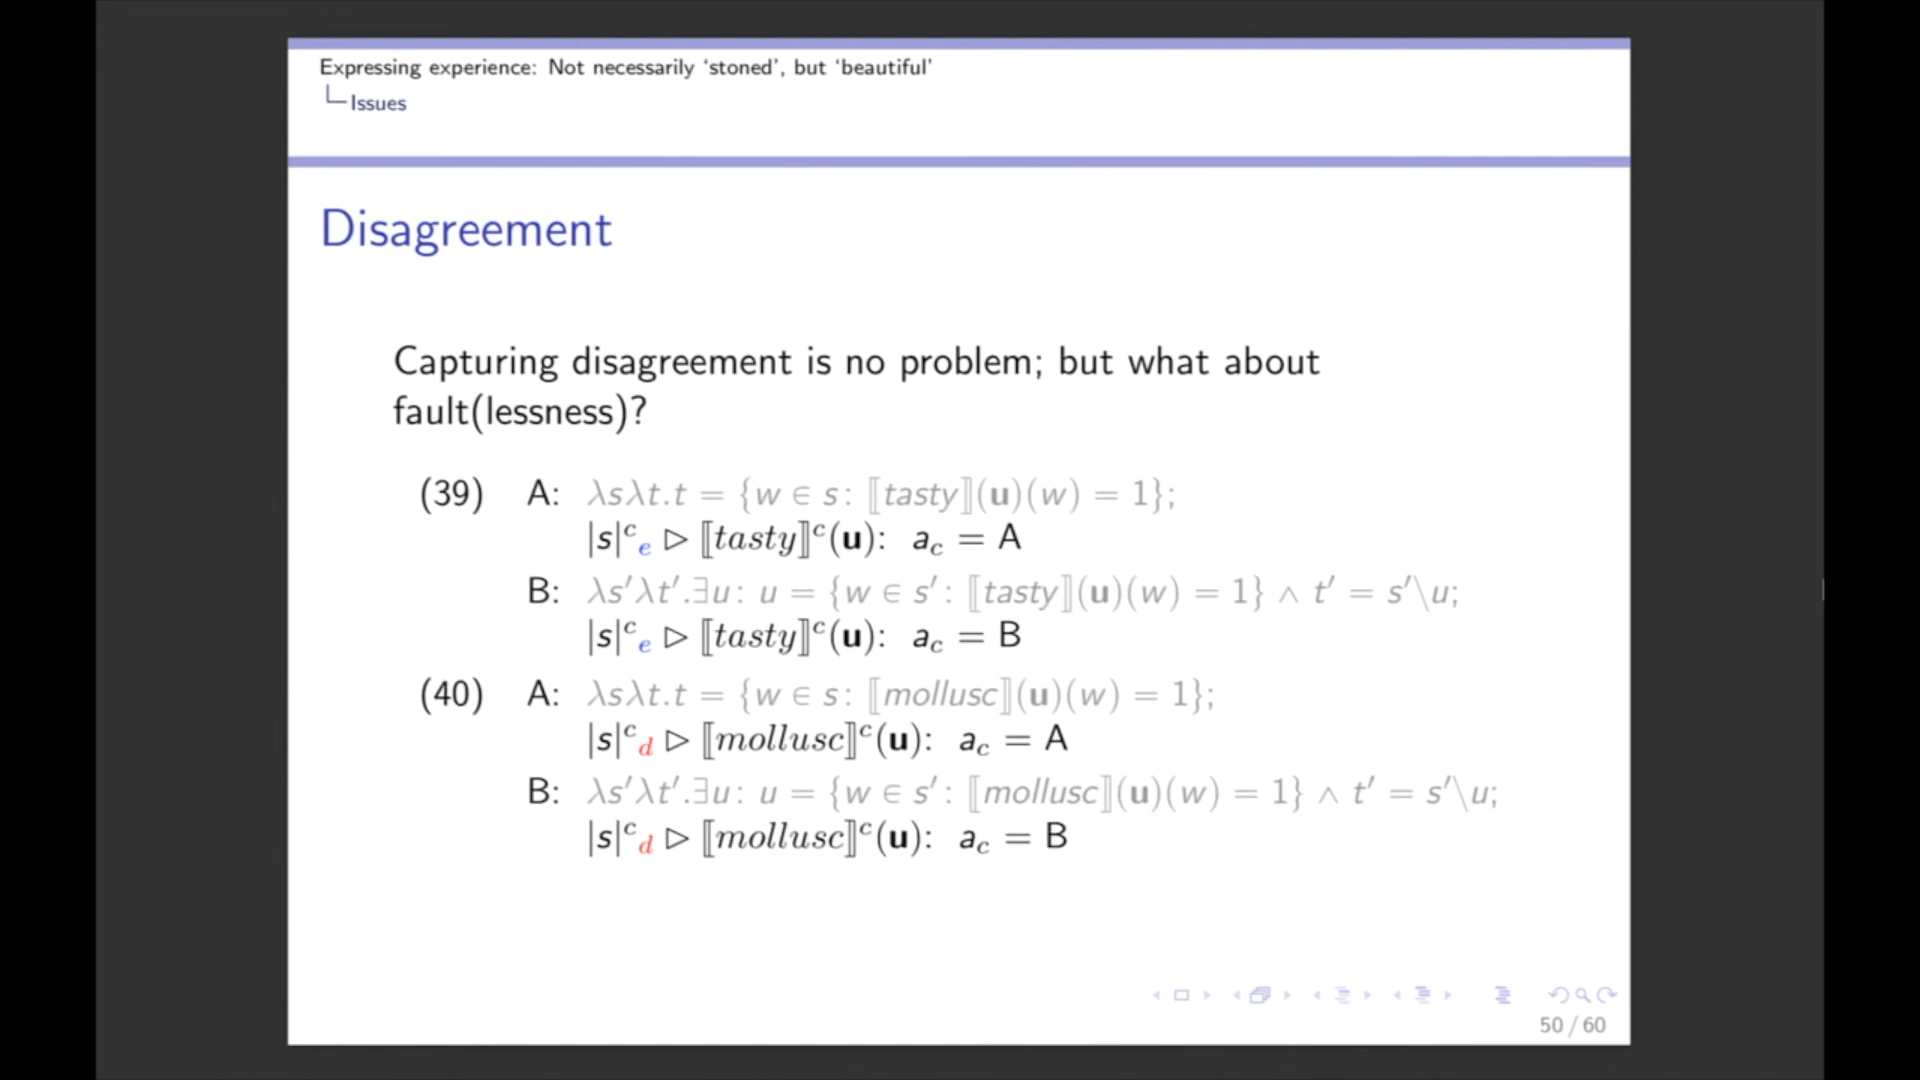 Expressing experience: Not necessarily ‘stoned’, but ‘beautiful’
Issues
Disagreement
Capturing disagreement is no problem; but what about
fault(lessness)?
(39) A: λsλt.t = {w ∈ s: ⟦tasty⟧(u)(w) = 1};
|s|ᶜₑ ▷ ⟦tasty⟧ᶜ(u): a_c = A
B: λs′λt′.∃u: u = {w ∈ s′: ⟦tasty⟧(u)(w) = 1} ∧ t′ = s′\u;
|s|ᶜₑ ▷ ⟦tasty⟧ᶜ(u): a_c = B
(40) A: λsλt.t = {w ∈ s: ⟦mollusc⟧(u)(w) = 1};
|s|ᶜ_d ▷ ⟦mollusc⟧ᶜ(u): a_c = A
B: λs′λt′.∃u: u = {w ∈ s′: ⟦mollusc⟧(u)(w) = 1} ∧ t′ = s′\u;
|s|ᶜ_d ▷ ⟦mollusc⟧ᶜ(u): a_c = B
50 / 60